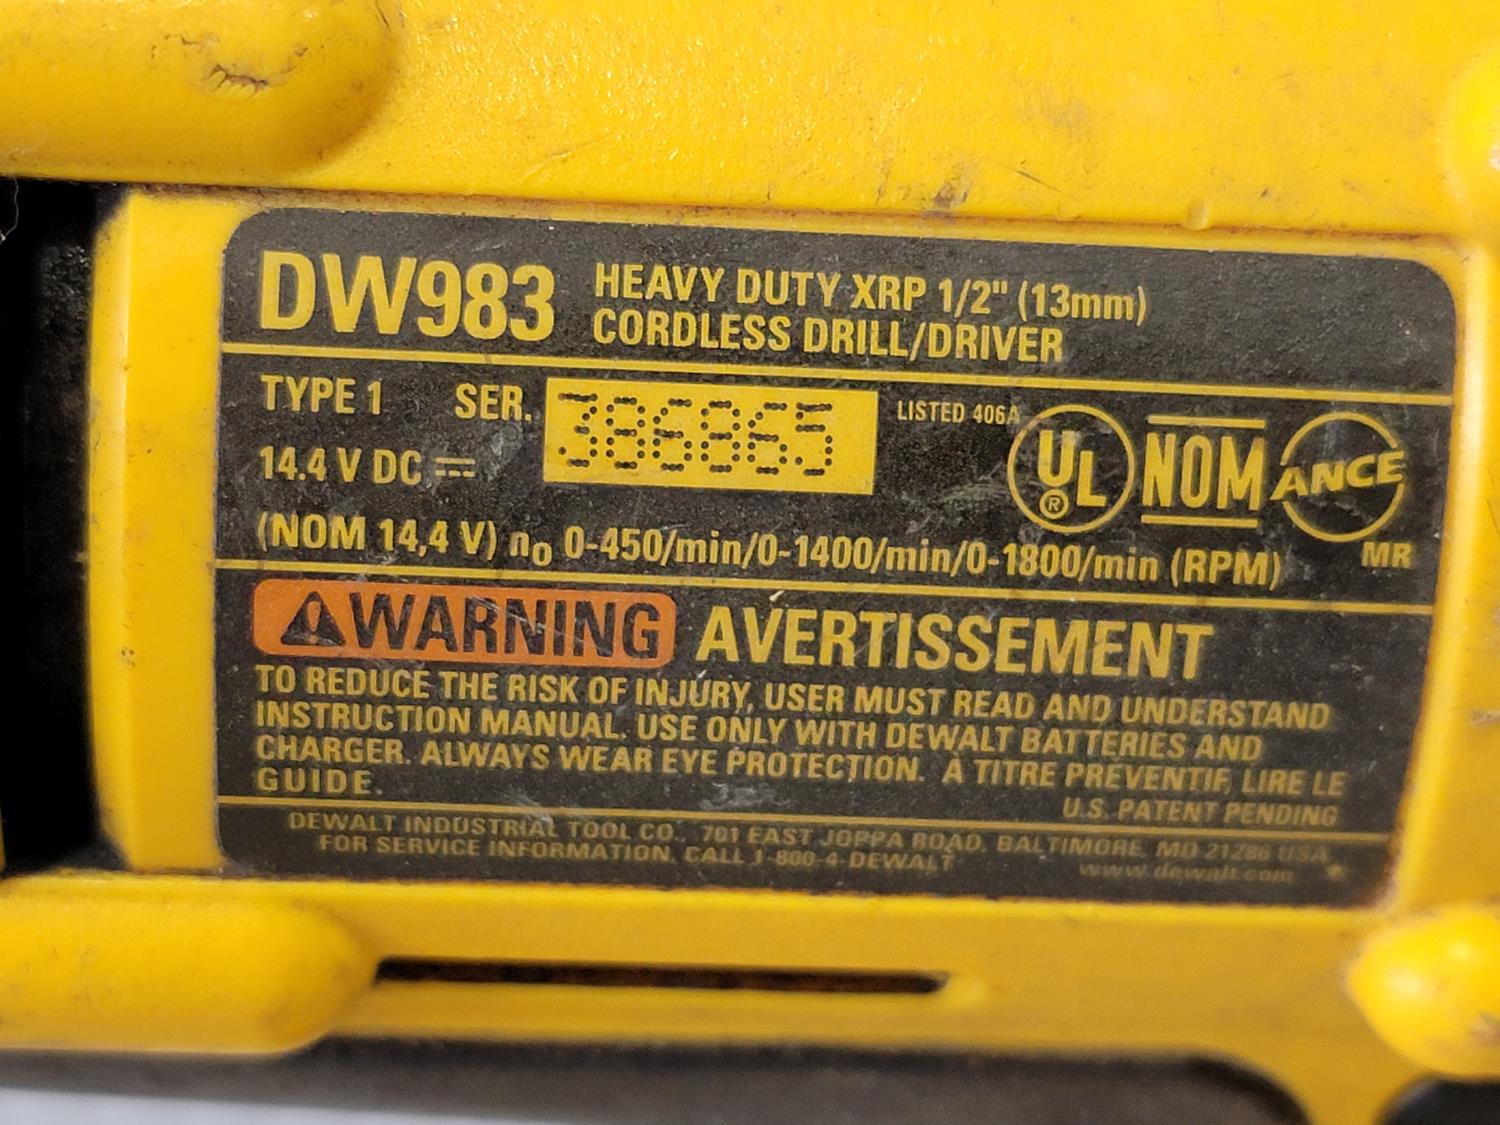 DW983
HEAVY DUTY XRP 1/2" (13mm)
CORDLESS DRILL/DRIVER
TYPE 1 SER. 386865
LISTED 406A
UL
®
NOM
ANCE
MR
14.4 V DC
(NOM 14,4 V) no 0-450/min/0-1400/min/0-1800/min (RPM)
WARNING AVERTISSEMENT
TO REDUCE THE RISK OF INJURY, USER MUST READ AND UNDERSTAND
INSTRUCTION MANUAL. USE ONLY WITH DEWALT BATTERIES AND
CHARGER. ALWAYS WEAR EYE PROTECTION. A TITRE PREVENTIF, LIRE LE
GUIDE.
U.S. PATENT PENDING
DEWALT INDUSTRIAL TOOL CO., 701 EAST JOPPA ROAD, BALTIMORE, MD 21286 USA
FOR SERVICE INFORMATION, CALL 1-800-4-DEWALT
www.dewalt.com